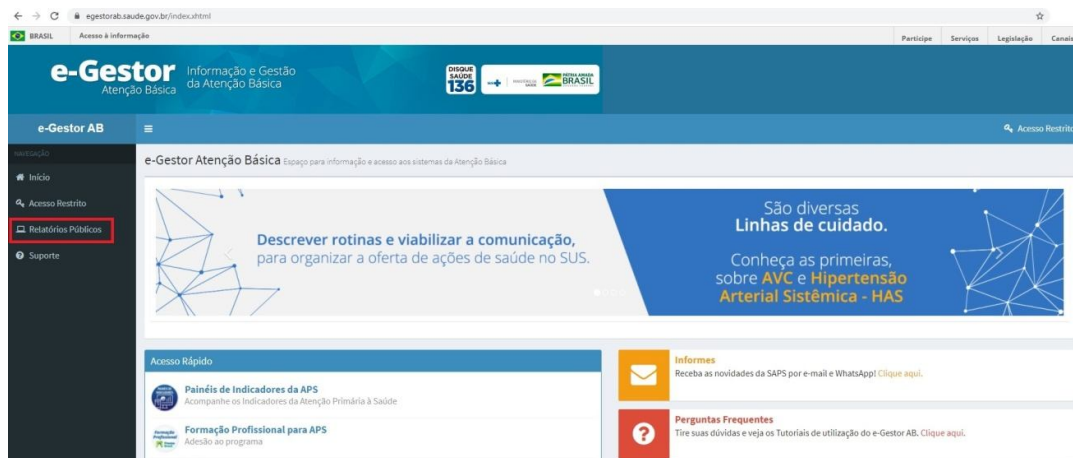 egestorab.saude.gov.br/index.xhtml
BRASIL Acesso à informação Participe Serviços Legislação Canais
e-Gestor
Atenção Básica
Informação e Gestão
da Atenção Básica
DISQUE
SAÚDE
136
PÁTRIA AMADA
BRASIL
e-Gestor AB Acesso Restrito
NAVEGAÇÃO
Início
Acesso Restrito
Relatórios Públicos
Suporte
e-Gestor Atenção Básica Espaço para informação e acesso aos sistemas da Atenção Básica
Descrever rotinas e viabilizar a comunicação,
para organizar a oferta de ações de saúde no SUS.
São diversas
Linhas de cuidado.
Conheça as primeiras,
sobre AVC e Hipertensão
Arterial Sistêmica - HAS
Acesso Rápido
Painéis de Indicadores da APS
Acompanhe os Indicadores da Atenção Primária à Saúde
Formação Profissional para APS
Adesão ao programa
Informes
Receba as novidades da SAPS por e-mail e WhatsApp! Clique aqui.
Perguntas Frequentes
Tire suas dúvidas e veja os Tutoriais de utilização do e-Gestor AB. Clique aqui.